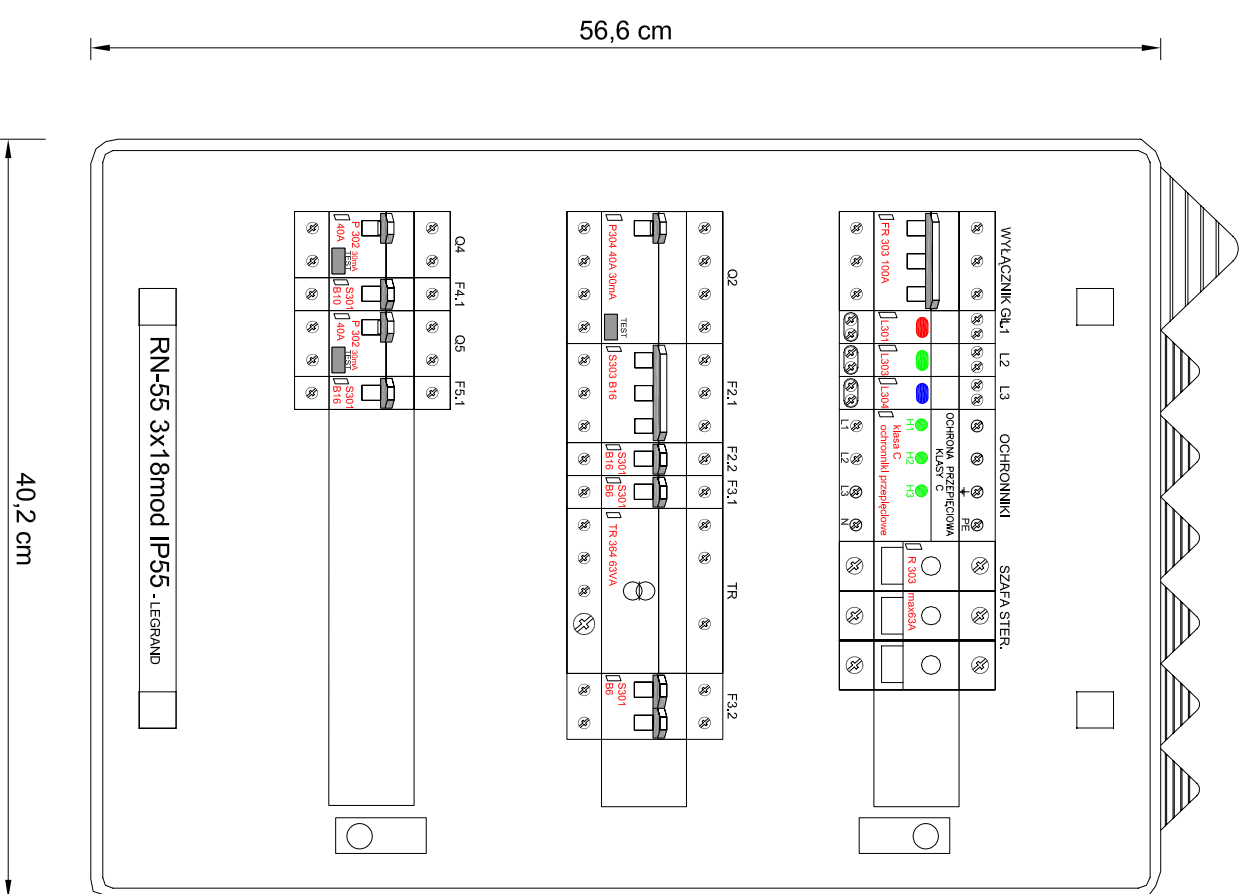 56,6 cm
40,2 cm
WYŁĄCZNIK GŁ.
L1
L2
L3
OCHRONNIKI
SZAFA STER.
FR 303 100A
L301
L303
L304
OCHRONA PRZEPIĘCIOWA
KLASY C
H1
H2
H3
klasa C
ochronniki przepięciowe
PE
L1
L2
L3
N
R 303
max63A
Q2
F2.1
F2.2
F3.1
TR
F3.2
P304 40A 30mA
TEST
S303 B16
S301
B16
S301
B6
TR 364 63VA
S301
B6
Q4
F4.1
Q5
F5.1
P 302 30mA
40A
TEST
S301
B10
P 302 30mA
40A
TEST
S301
B16
RN-55 3x18mod IP55 - LEGRAND